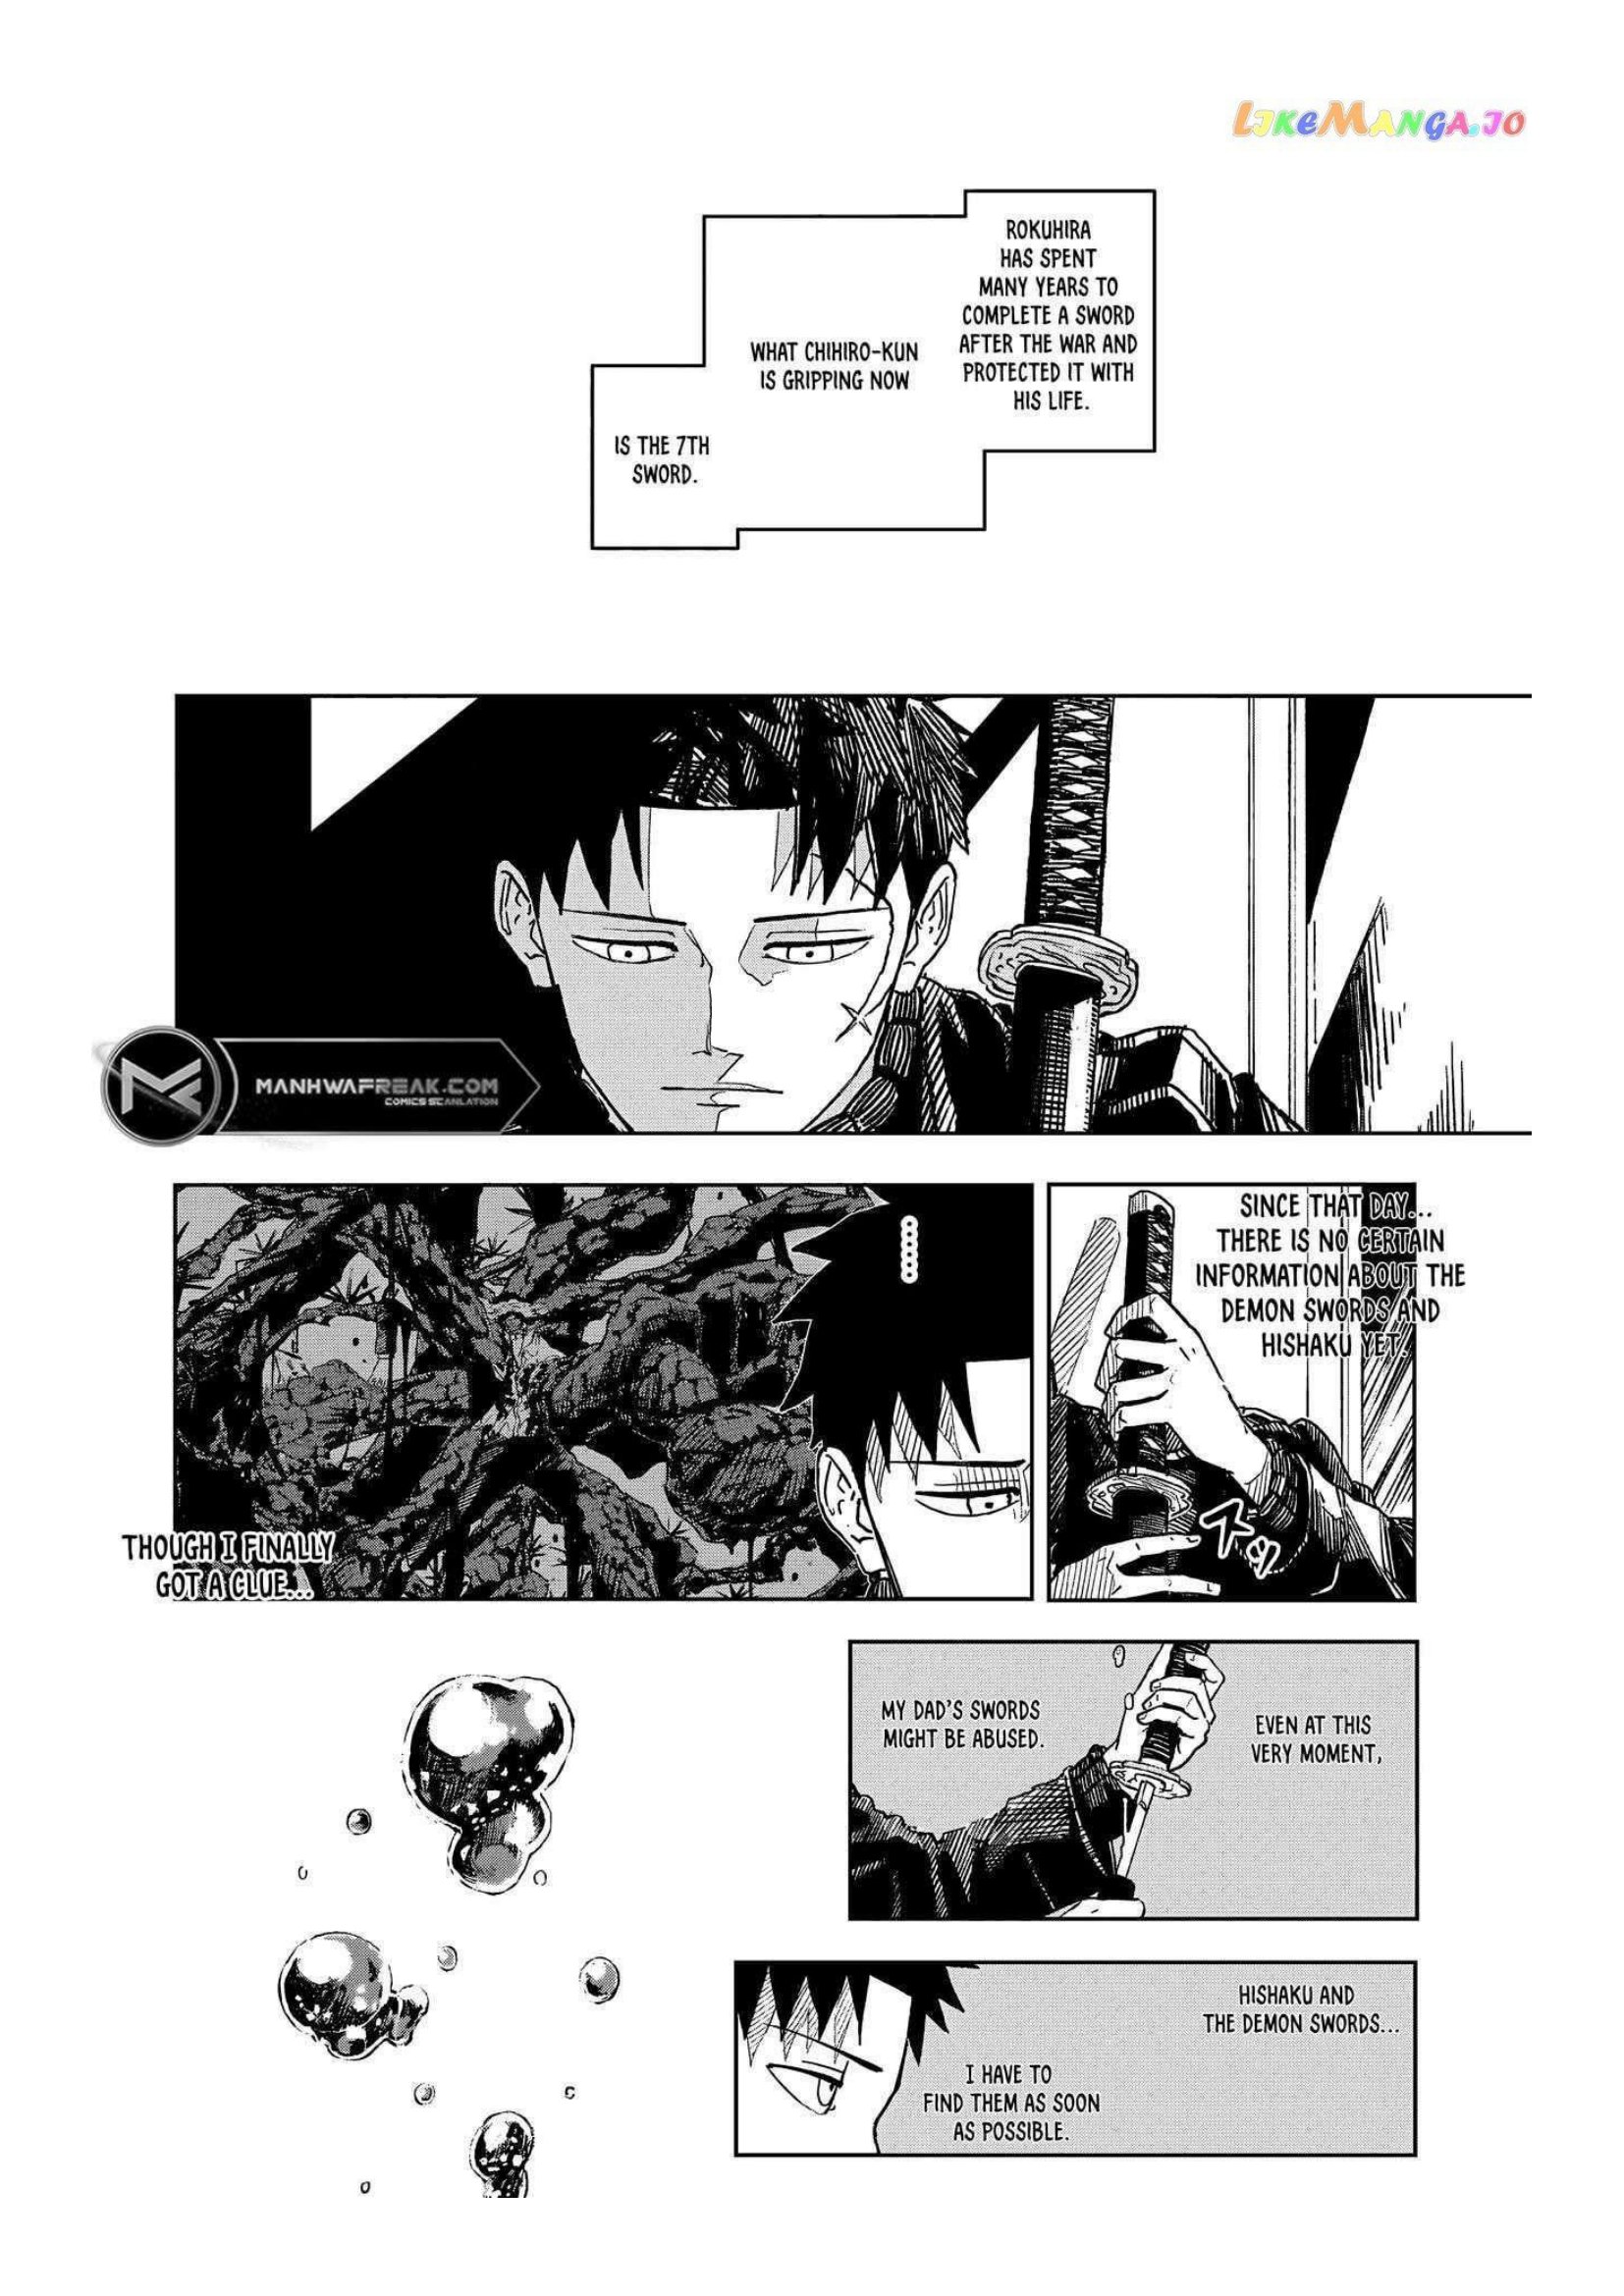 LIKEMANGA.IO
ROKUHIRA
HAS SPENT
MANY YEARS TO
COMPLETE A SWORD
AFTER THE WAR AND
PROTECTED IT WITH
HIS LIFE.
WHAT CHIHIRO-KUN
IS GRIPPING NOW
IS THE 7TH
SWORD.
MANHWAFREAK.COM
COMICS SCANLATION
SINCE THAT DAY...
THERE IS NO CERTAIN
INFORMATION ABOUT THE
DEMON SWORDS AND
HISHAKU YET.
スッ
THOUGH I FINALLY
GOT A CLUE...
EVEN AT THIS
VERY MOMENT,
MY DAD'S SWORDS
MIGHT BE ABUSED.
HISHAKU AND
THE DEMON SWORDS...
I HAVE TO
FIND THEM AS SOON
AS POSSIBLE.